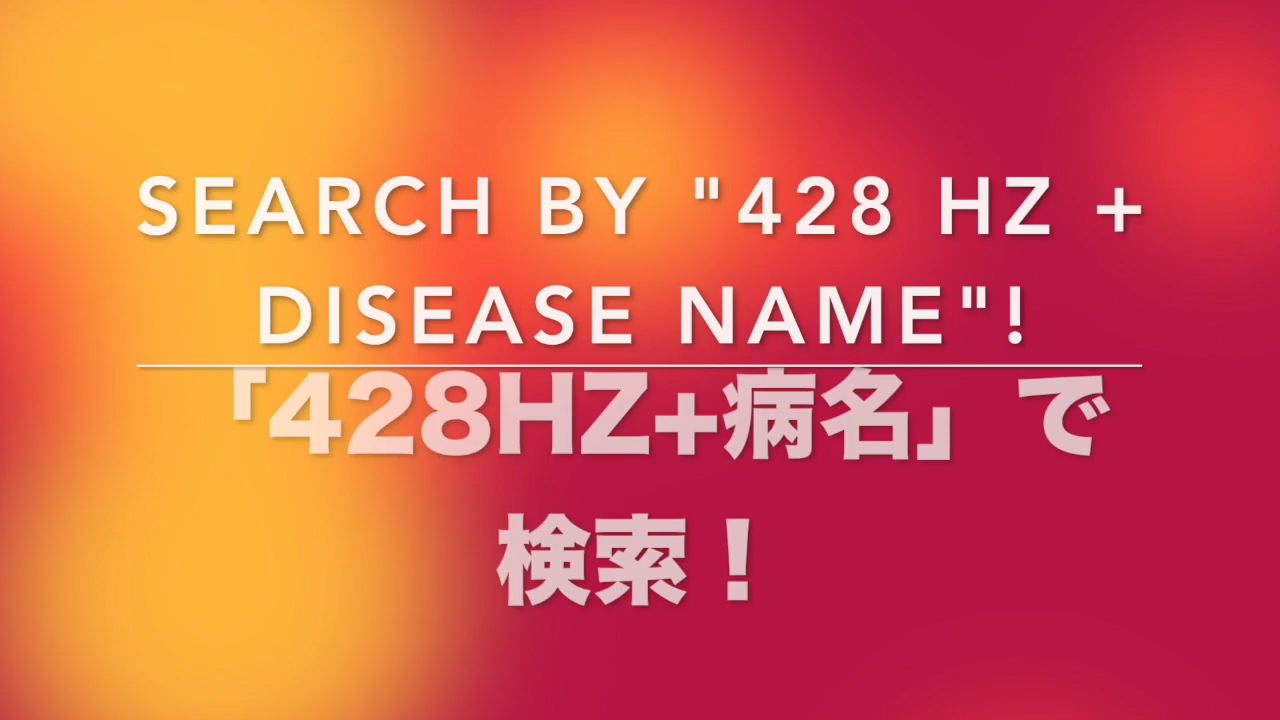 SEARCH BY "428 HZ +
DISEASE NAME"!
「428HZ+病名」で
検索！